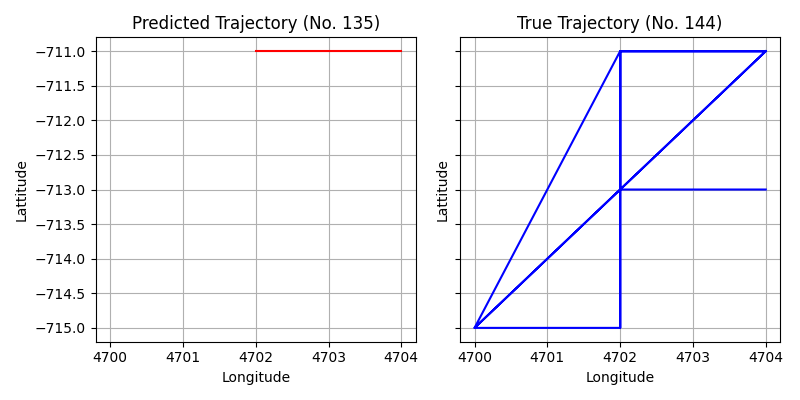 Predicted Trajectory (No. 135)
True Trajectory (No. 144)
Lattitude
−711.0
−711.5
−712.0
−712.5
−713.0
−713.5
−714.0
−714.5
−715.0
4700 4701 4702 4703 4704
Longitude
Lattitude
4700 4701 4702 4703 4704
Longitude